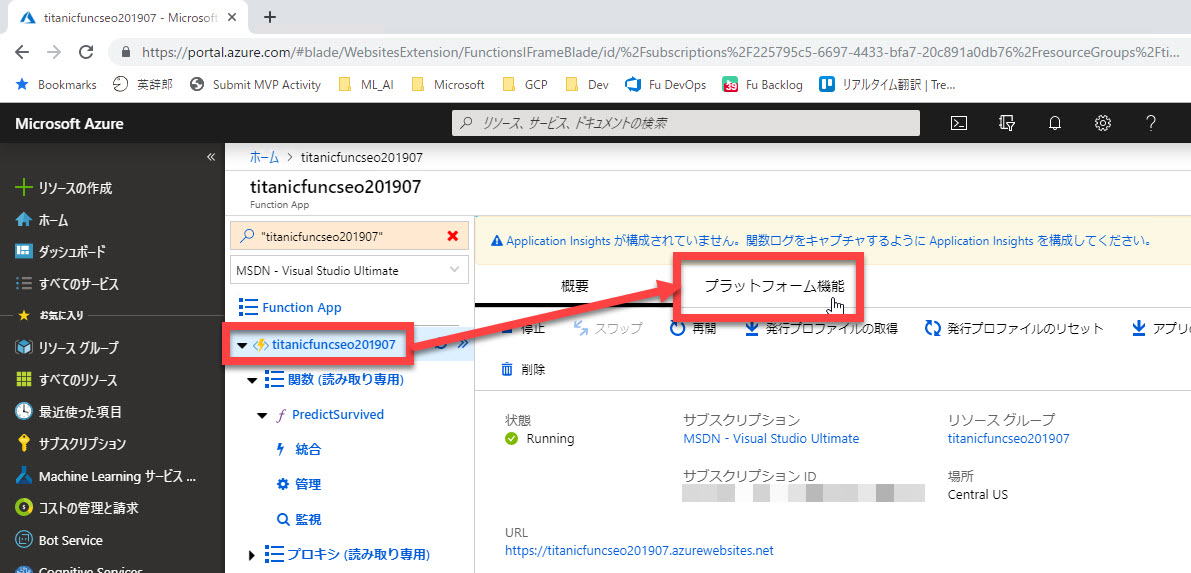 titanicfuncseo201907 - Microsoft
https://portal.azure.com/#blade/WebsitesExtension/FunctionsIFrameBlade/id/%2Fsubscriptions%2F225795c5-6697-4433-bfa7-20c891a0db76%2FresourceGroups%2Fti...
Bookmarks 英辞郎 Submit MVP Activity ML_AI Microsoft GCP Dev Fu DevOps 39 Fu Backlog リアルタイム翻訳 | Tre...
Microsoft Azure
リソース、サービス、ドキュメントの検索
リソースの作成
ホーム
ダッシュボード
すべてのサービス
お気に入り
リソース グループ
すべてのリソース
最近使った項目
サブスクリプション
Machine Learning サービス ...
コストの管理と請求
Bot Service
Cognitive Services
ホーム > titanicfuncseo201907
titanicfuncseo201907
Function App
"titanicfuncseo201907"
MSDN - Visual Studio Ultimate
Function App
titanicfuncseo201907
関数 (読み取り専用)
PredictSurvived
統合
管理
監視
プロキシ (読み取り専用)
Application Insights が構成されていません。関数ログをキャプチャするように Application Insights を構成してください。
概要 プラットフォーム機能
停止 スワップ 再開 発行プロファイルの取得 発行プロファイルのリセット アプリの
削除
状態 サブスクリプション リソース グループ
Running MSDN - Visual Studio Ultimate titanicfuncseo201907
サブスクリプション ID 場所
Central US
URL
https://titanicfuncseo201907.azurewebsites.net